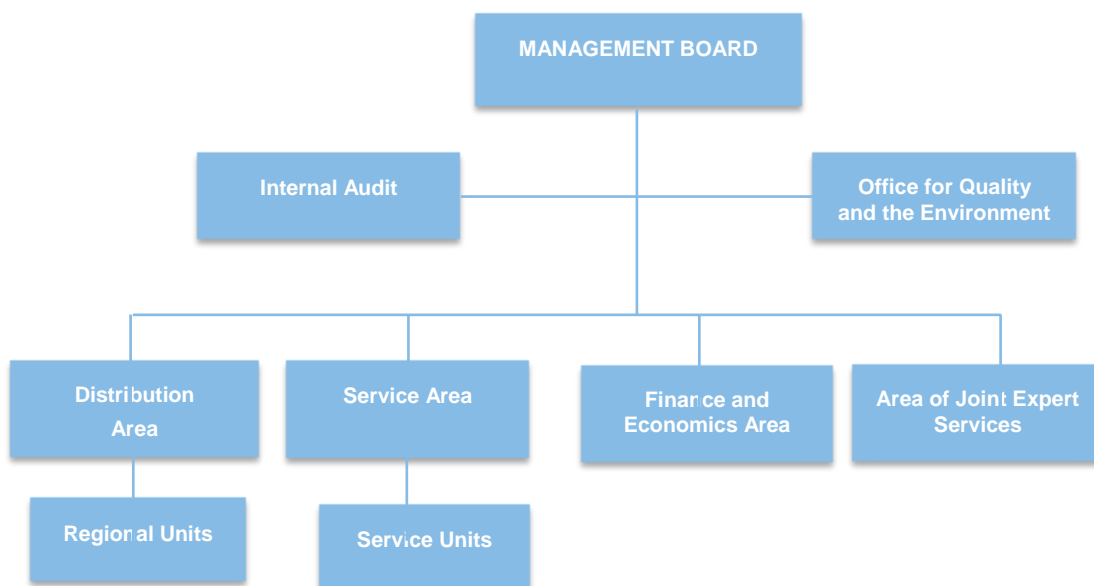 MANAGEMENT BOARD
Internal Audit
Office for Quality
and the Environment
Distribution
Area
Service Area
Finance and
Economics Area
Area of Joint Expert
Services
Regional Units
Service Units